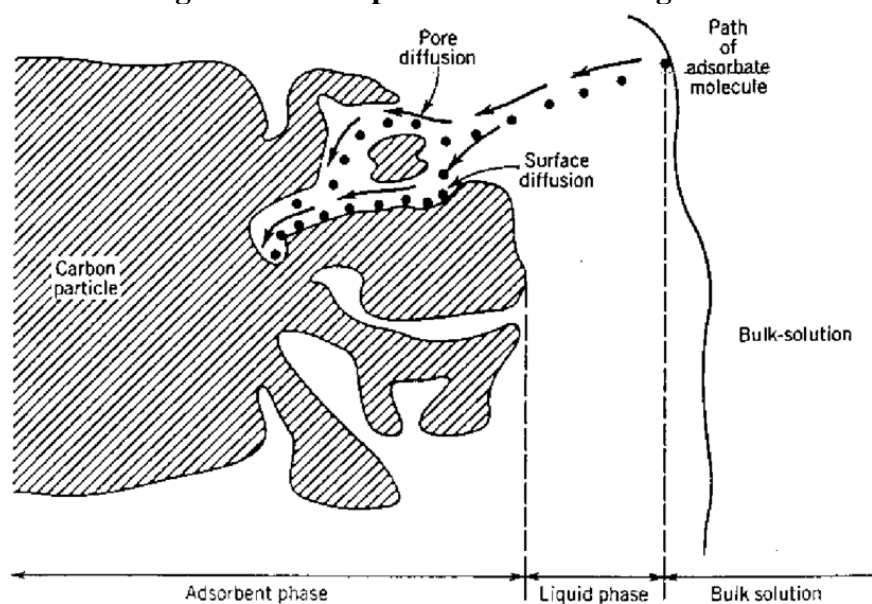 Pore
diffusion
Path
of
adsorbate
molecule
Surface
diffusion
Carbon
particle
Bulk-solution
Adsorbent phase
Liquid phase
Bulk solution